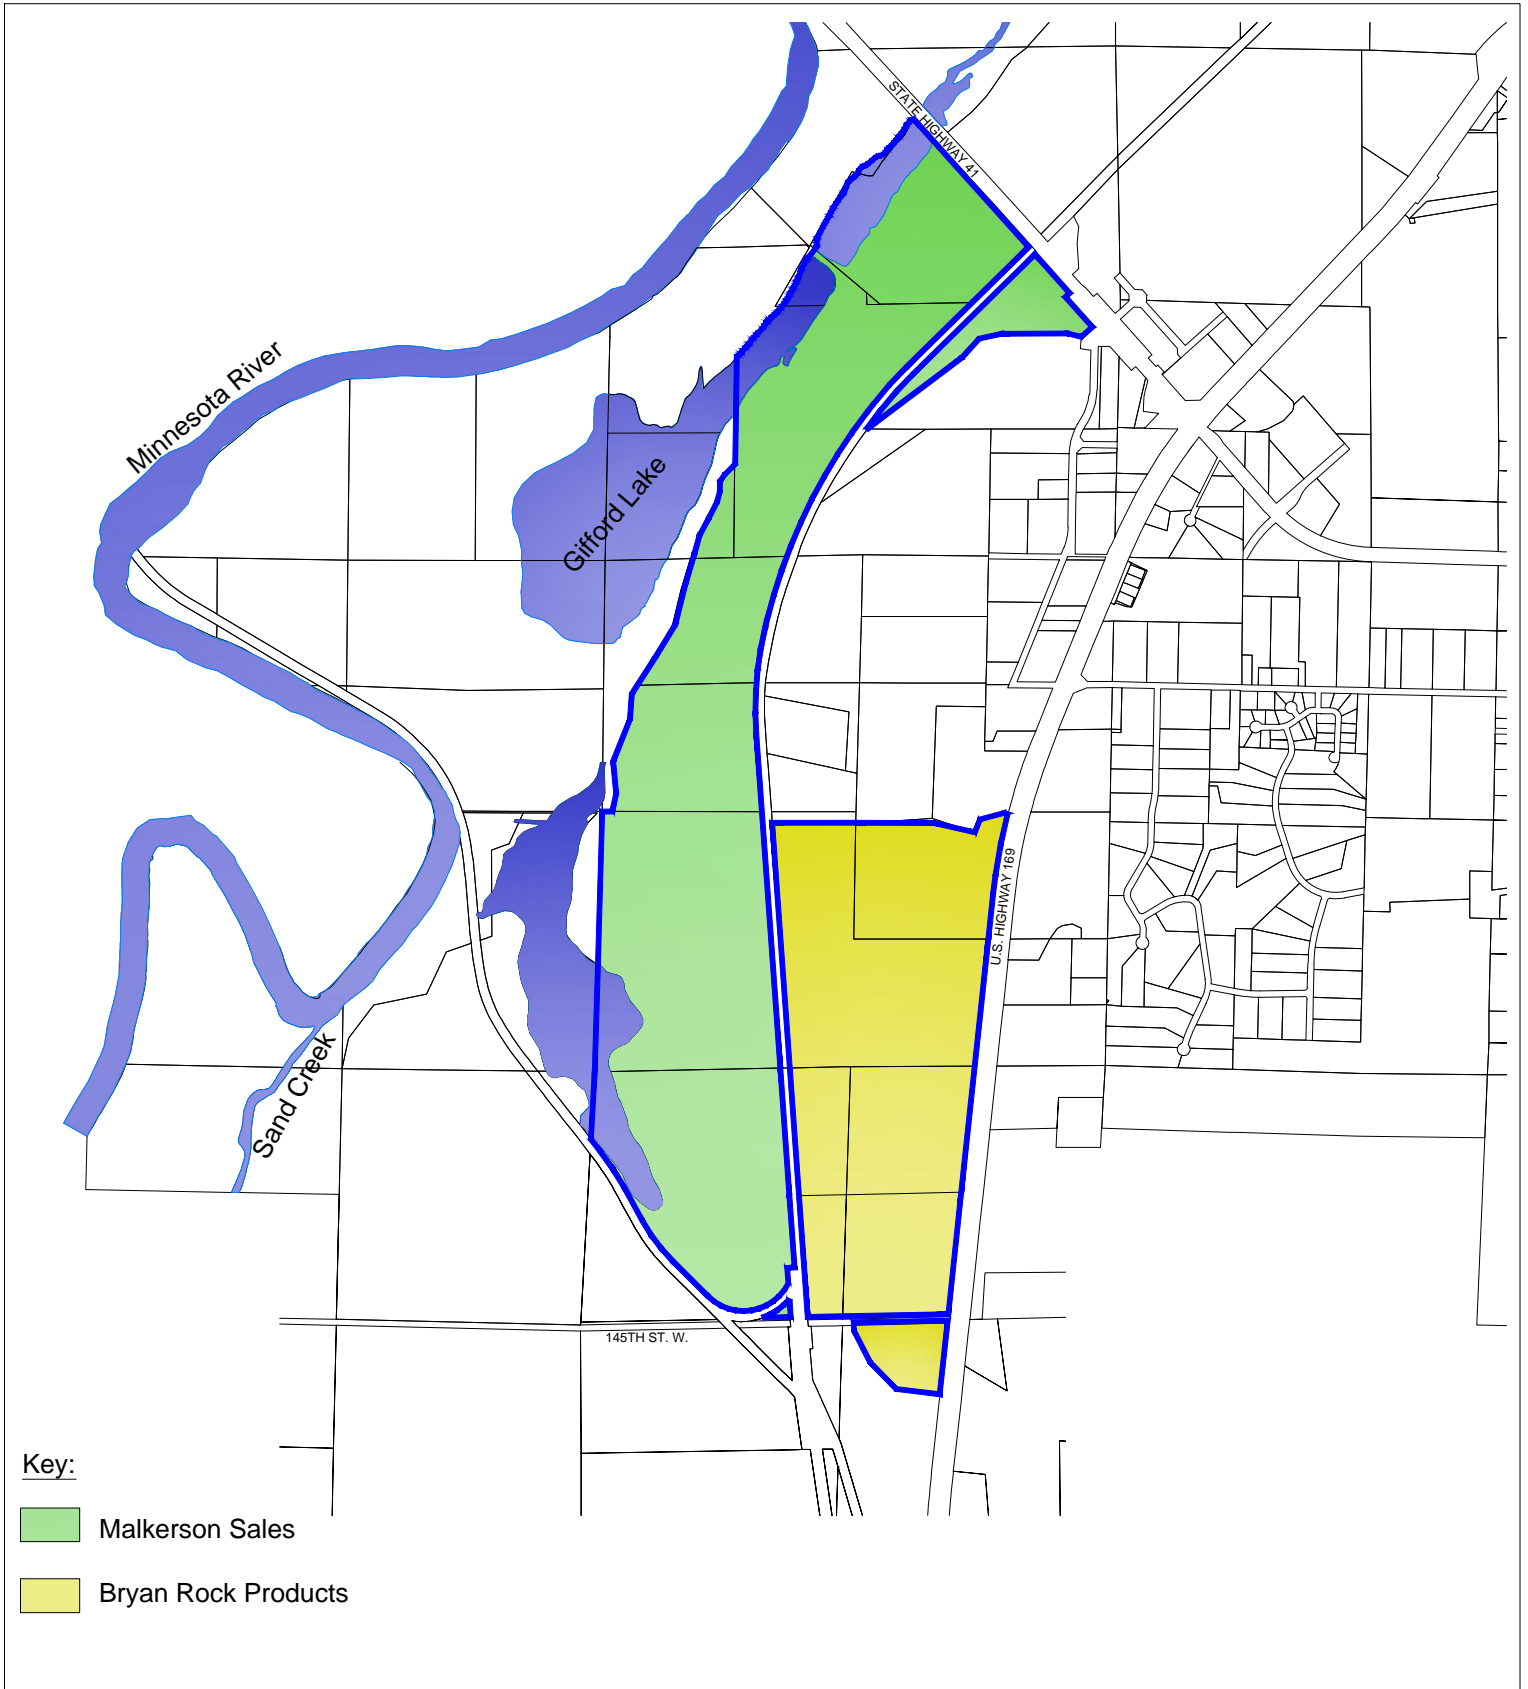 STATE HIGHWAY 41
Minnesota River
Gifford Lake
U.S. HIGHWAY 169
Sand Creek
145TH ST. W.
Key:
Malkerson Sales
Bryan Rock Products